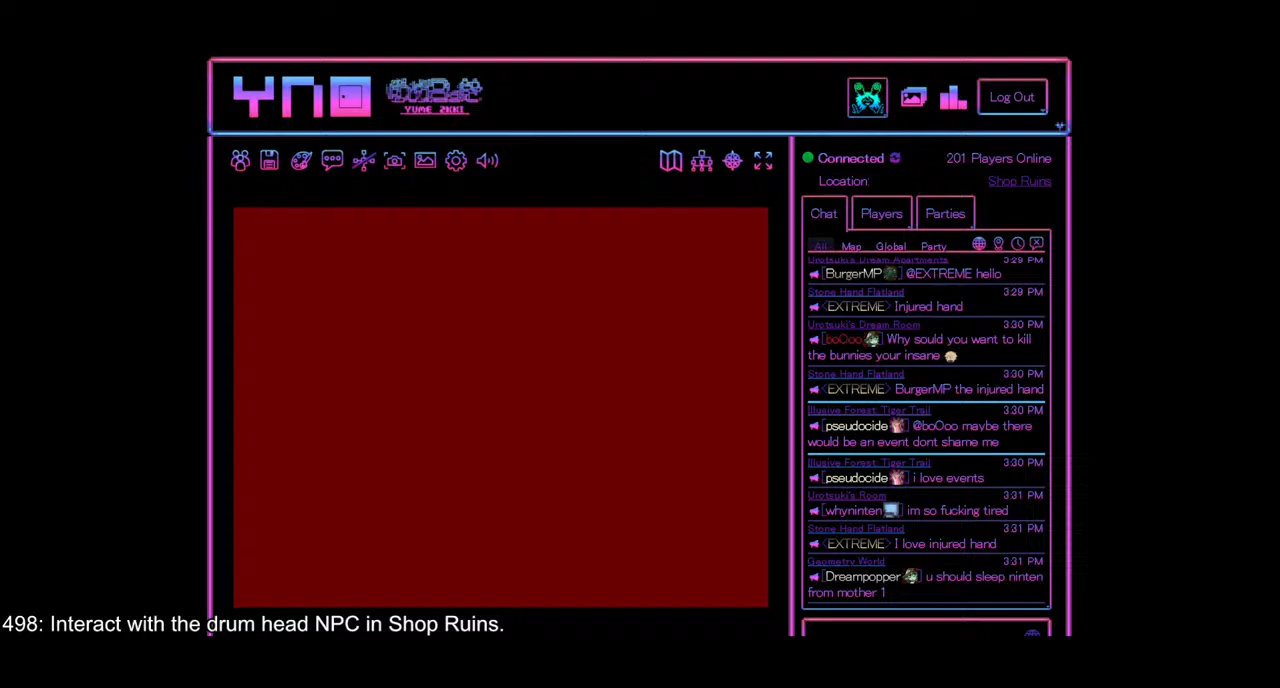 YNO
YUME 2KKI
Log Out
Connected
201 Players Online
Location:
Shop Ruins
Chat
Players
Parties
All
Map
Global
Party
Urotsuki's Dream Apartments 3:29 PM
[BurgerMP] @EXTREME hello
Stone Hand Flatland 3:29 PM
<EXTREME> Injured hand
Urotsuki's Dream Room 3:30 PM
[boOoo] Why sould you want to kill
the bunnies your insane
Stone Hand Flatland 3:30 PM
<EXTREME> BurgerMP the injured hand
Illusive Forest: Tiger Trail 3:30 PM
[pseudocide] @boOoo maybe there
would be an event dont shame me
Illusive Forest: Tiger Trail 3:30 PM
[pseudocide] i love events
Urotsuki's Room 3:31 PM
[whyninten] im so fucking tired
Stone Hand Flatland 3:31 PM
<EXTREME> I love injured hand
Geometry World 3:31 PM
[Dreampopper] u should sleep ninten
from mother 1
498: Interact with the drum head NPC in Shop Ruins.